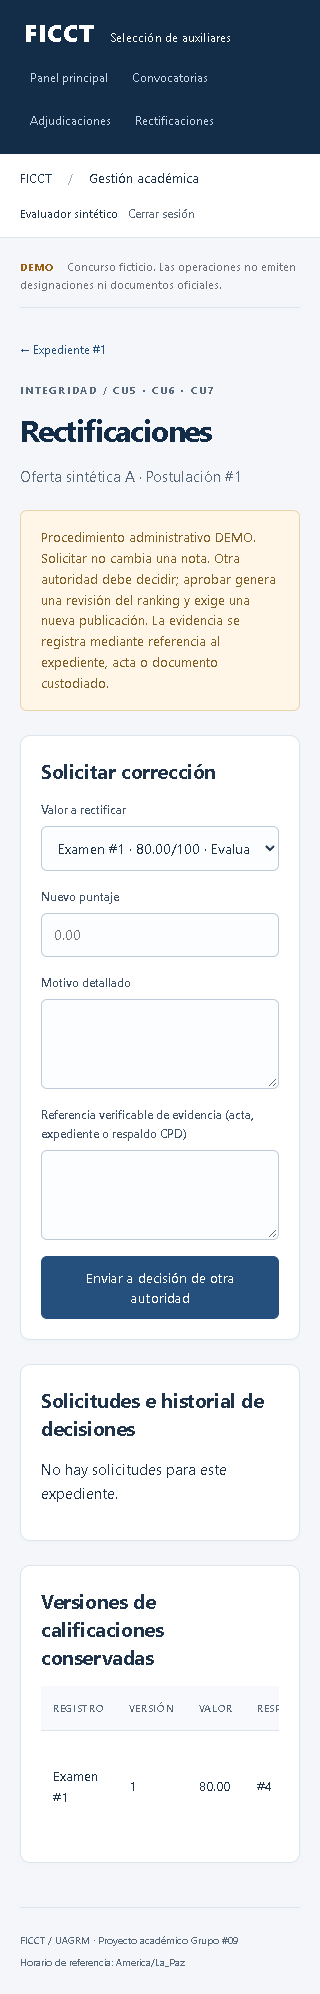 FICCT Selección de auxiliares
Panel principal Convocatorias
Adjudicaciones Rectificaciones
FICCT / Gestión académica
Evaluador sintético Cerrar sesión
DEMO Concurso ficticio. Las operaciones no emiten
designaciones ni documentos oficiales.
← Expediente #1
INTEGRIDAD / CU5 · CU6 · CU7
Rectificaciones
Oferta sintética A · Postulación #1
Procedimiento administrativo DEMO.
Solicitar no cambia una nota. Otra
autoridad debe decidir; aprobar genera
una revisión del ranking y exige una
nueva publicación. La evidencia se
registra mediante referencia al
expediente, acta o documento
custodiado.
Solicitar corrección
Valor a rectificar
Examen #1 · 80.00/100 · Evalua
Nuevo puntaje
0.00
Motivo detallado
Referencia verificable de evidencia (acta,
expediente o respaldo CPD)
Enviar a decisión de otra
autoridad
Solicitudes e historial de
decisiones
No hay solicitudes para este
expediente.
Versiones de
calificaciones
conservadas
REGISTRO VERSIÓN VALOR RESP
Examen
#1 1 80.00 #4
FICCT / UAGRM · Proyecto académico Grupo #09
Horario de referencia: America/La_Paz